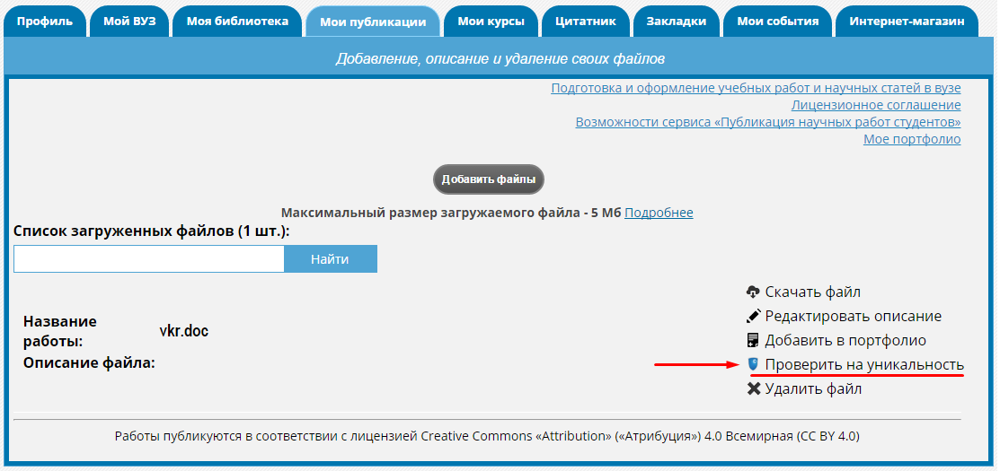 Профиль Мой ВУЗ Моя библиотека Мои публикации Мои курсы Цитатник Закладки Мои события Интернет-магазин
Добавление, описание и удаление своих файлов
Подготовка и оформление учебных работ и научных статей в вузе
Лицензионное соглашение
Возможности сервиса «Публикация научных работ студентов»
Мое портфолио
Добавить файлы
Максимальный размер загружаемого файла - 5 Мб Подробнее
Список загруженных файлов (1 шт.):
Найти
Скачать файл
Редактировать описание
Название
работы:
vkr.doc
Добавить в портфолио
Описание файла:
Проверить на уникальность
Удалить файл
Работы публикуются в соответствии с лицензией Creative Commons «Attribution» («Атрибуция») 4.0 Всемирная (CC BY 4.0)